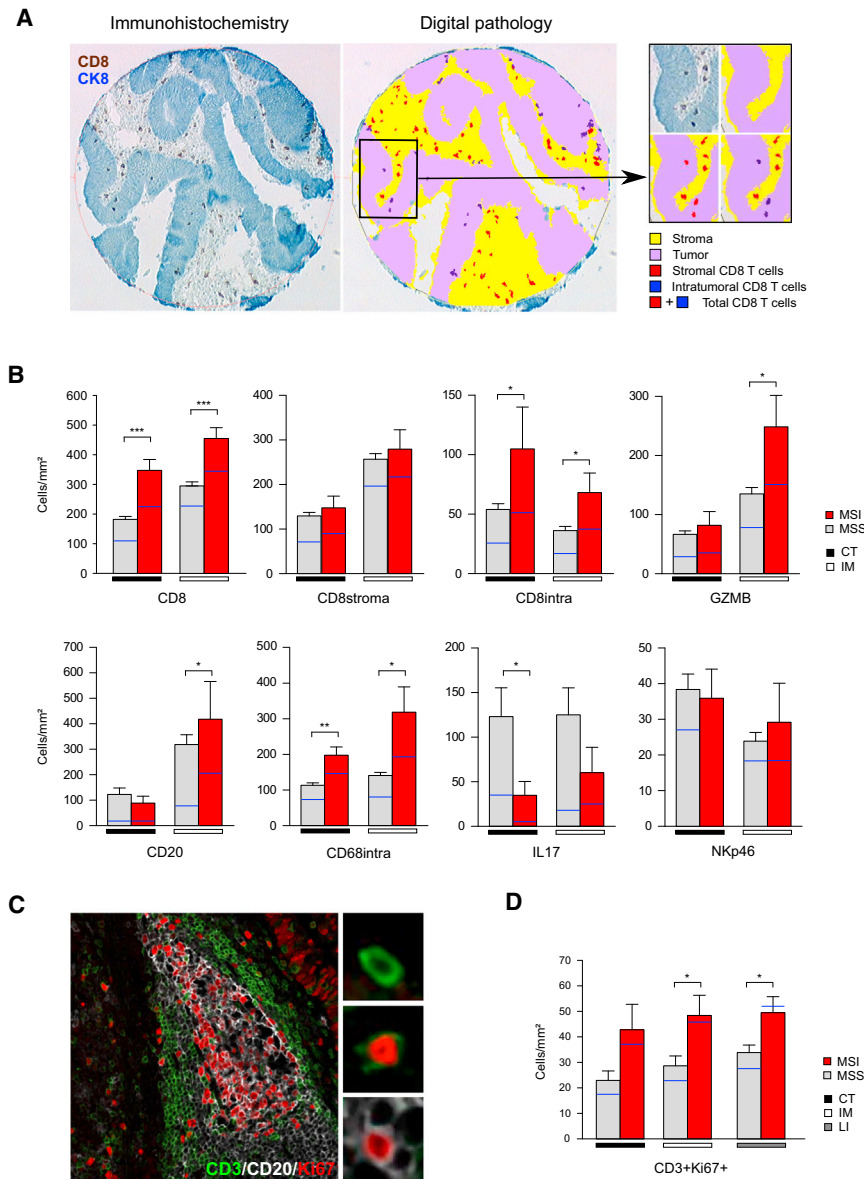 A
Immunohistochemistry
Digital pathology
CD8
CK8
Stroma
Tumor
Stromal CD8 T cells
Intratumoral CD8 T cells
+ Total CD8 T cells
B
Cells/mm²
600
500
400
300
200
100
0
***
***
CD8
400
300
200
100
0
CD8stroma
150
100
50
0
*
*
CD8intra
300
200
100
0
*
GZMB
MSI
MSS
CT
IM
Cells/mm²
700
600
500
400
300
200
100
0
*
CD20
400
300
200
100
0
**
*
CD68intra
200
150
100
50
0
*
IL17
40
30
20
10
0
NKp46
C
CD3/CD20/Ki67
D
Cells/mm²
70
60
50
40
30
20
10
0
*
*
CD3+Ki67+
MSI
MSS
CT
IM
LI